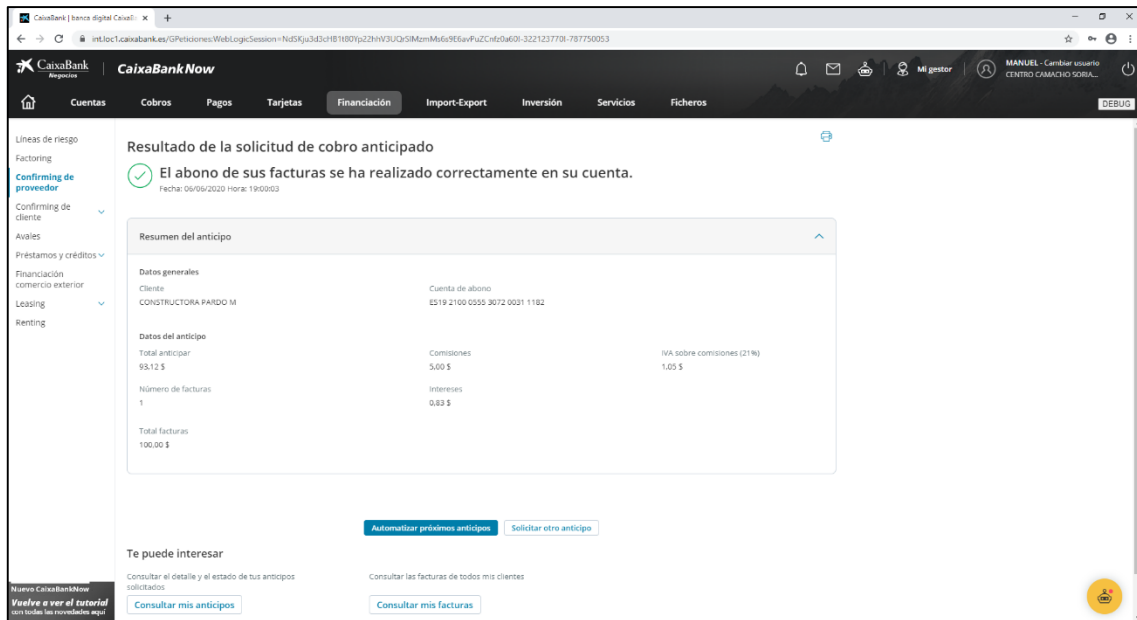 CaixaBank | banca digital CaixaB
int.loc1.caixabank.es/GPeticiones;WebLogicSession=NdSKju3d3cH81t80Yp22hhV3UQrSlMzmMs6s9E6avPuZCnfz0a60!-322123770!-787750053
CaixaBank
Negocios
CaixaBankNow
Mi gestor
MANUEL - Cambiar usuario
CENTRO CAMACHO SORIA...
Cuentas
Cobros
Pagos
Tarjetas
Financiación
Import-Export
Inversión
Servicios
Ficheros
DEBUG
Líneas de riesgo
Factoring
Confirming de
proveedor
Confirming de
cliente
Avales
Préstamos y créditos
Financiación
comercio exterior
Leasing
Renting
Resultado de la solicitud de cobro anticipado
El abono de sus facturas se ha realizado correctamente en su cuenta.
Fecha: 06/06/2020 Hora: 19:00:03
Resumen del anticipo
Datos generales
Cliente
CONSTRUCTORA PARDO M
Cuenta de abono
ES19 2100 0555 3072 0031 1182
Datos del anticipo
Total anticipar
93,12 $
Comisiones
5,00 $
IVA sobre comisiones (21%)
1,05 $
Número de facturas
1
Intereses
0,83 $
Total facturas
100,00 $
Automatizar próximos anticipos
Solicitar otro anticipo
Te puede interesar
Consultar el detalle y el estado de tus anticipos
solicitados
Consultar mis anticipos
Consultar las facturas de todos mis clientes
Consultar mis facturas
Nuevo CaixaBankNow
Vuelve a ver el tutorial
con todas las novedades aquí